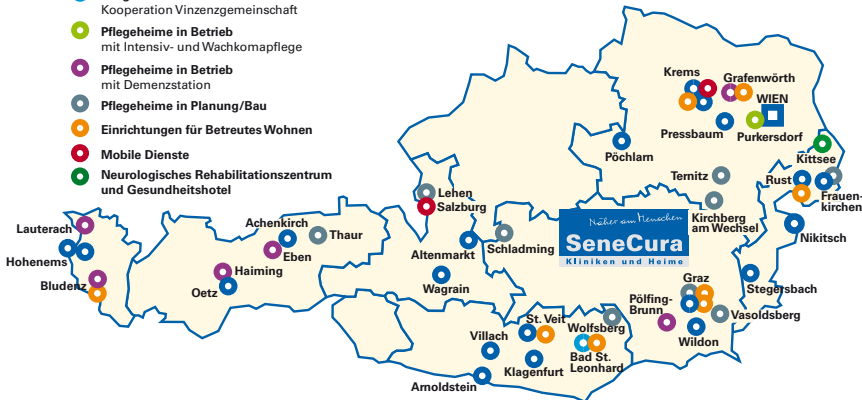 Kooperation Vinzenzgemeinschaft
Pflegeheime in Betrieb
mit Intensiv- und Wachkomapflege
Pflegeheime in Betrieb
mit Demenzstation
Pflegeheime in Planung/Bau
Einrichtungen für Betreutes Wohnen
Mobile Dienste
Neurologisches Rehabilitationszentrum
und Gesundheitshotel
Krems
Grafenwörth
WIEN
Pressbaum
Purkersdorf
Pöchlarn
Kittsee
Ternitz
Rust
Frauen-
kirchen
Lehen
Salzburg
Kirchberg
am Wechsel
Nikitsch
Lauterach
Achenkirch
Thaur
Hohenems
Eben
Altenmarkt
Schladming
Näher am Menschen
SeneCura
Kliniken und Heime
Haiming
Bludenz
Oetz
Wagrain
Graz
Stegersbach
Pölfing-
Brunn
Vasoldsberg
St. Veit
Wolfsberg
Villach
Wildon
Klagenfurt
Bad St.
Leonhard
Arnoldstein